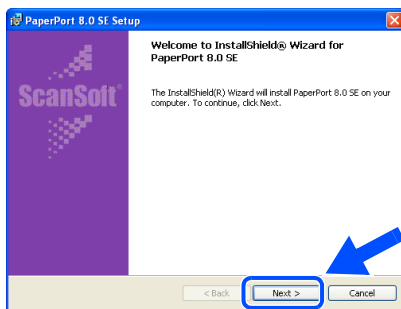 PaperPort 8.0 SE Setup
Welcome to InstallShield® Wizard for
PaperPort 8.0 SE
ScanSoft®
The InstallShield(R) Wizard will install PaperPort 8.0 SE on your
computer. To continue, click Next.
< Back
Next >
Cancel